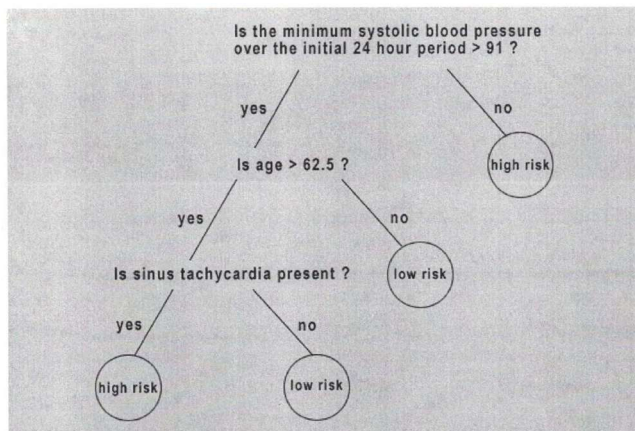 Is the minimum systolic blood pressure
over the initial 24 hour period > 91 ?
yes
no
Is age > 62.5 ?
high risk
yes
no
Is sinus tachycardia present ?
low risk
yes
no
high risk
low risk